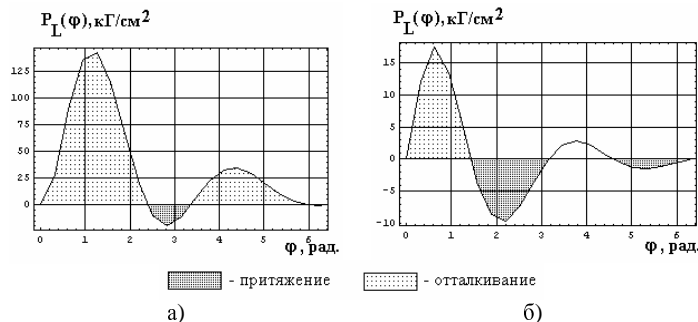 P_L(φ), кГ/см²
125
100
75
50
25
0
0 1 2 3 4 5 6
φ, рад.
P_L(φ), кГ/см²
15
10
5
0
-5
-10
0 1 2 3 4 5 6
φ, рад.
- притяжение - отталкивание
а) б)